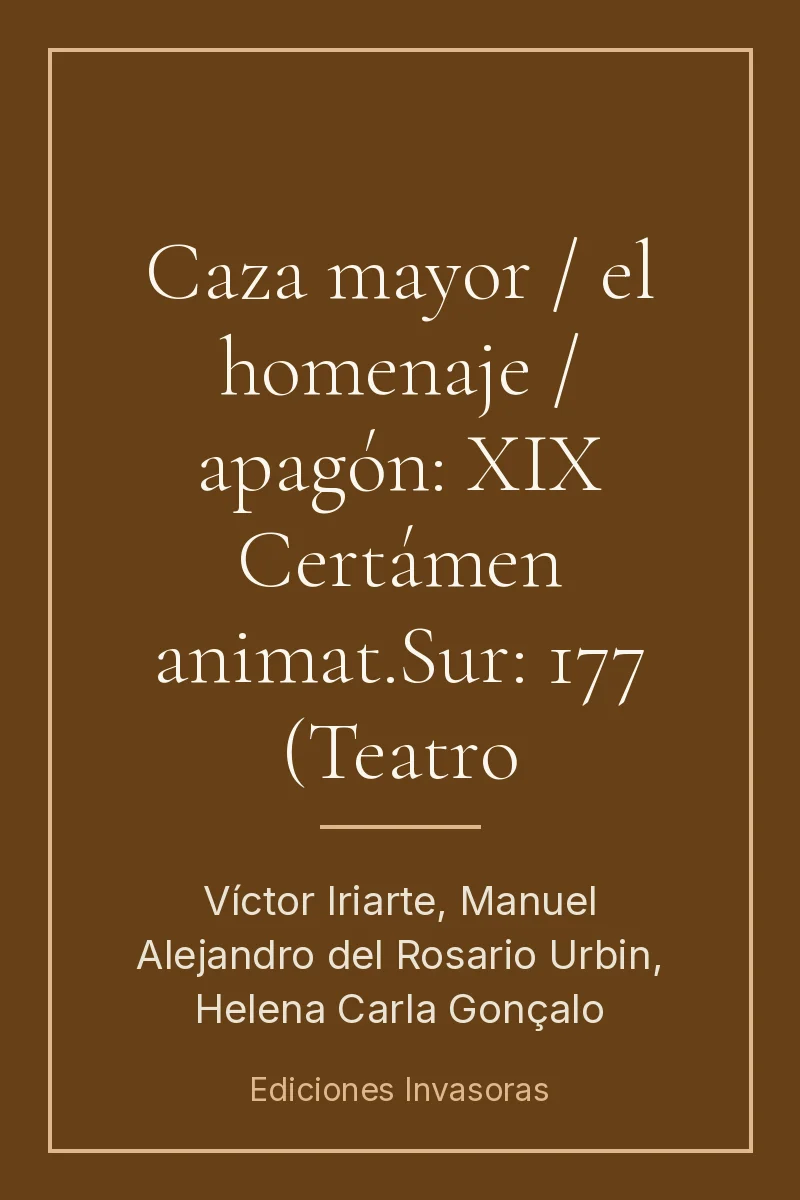 Caza mayor / el
homenaje /
apagón: XIX
Certámen
animat.Sur: 177
(Teatro
Víctor Iriarte, Manuel
Alejandro del Rosario Urbin,
Helena Carla Gonçalo
Ediciones Invasoras